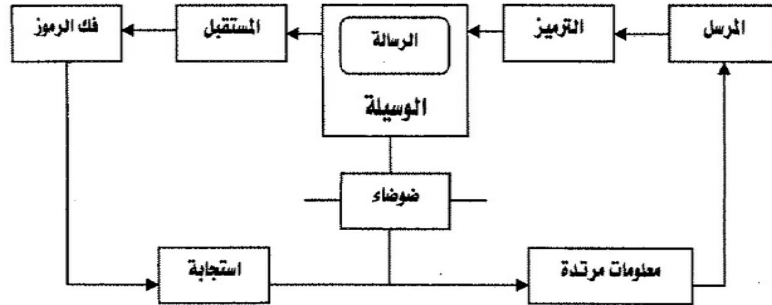 المرسل
الترميز
الرسالة
الوسيلة
المستقبل
فك الرموز
ضوضاء
استجابة
معلومات مرتدة